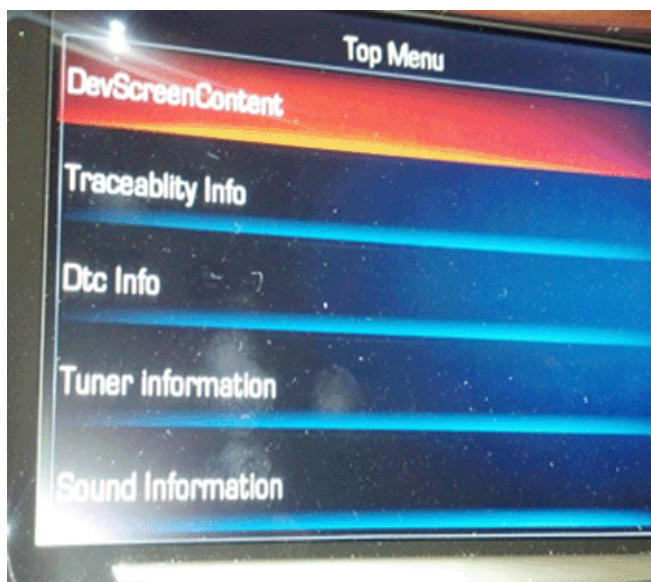 Top Menu
DevScreenContent
Traceablity Info
Dtc Info
Tuner information
Sound Information